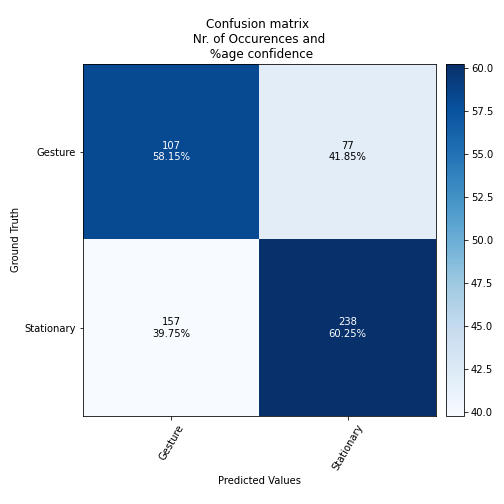 Confusion matrix
Nr. of Occurences and
%age confidence
Ground Truth
Gesture
107
58.15%
77
41.85%
Stationary
157
39.75%
238
60.25%
Gesture
Stationary
Predicted Values
60.0
57.5
55.0
52.5
50.0
47.5
45.0
42.5
40.0